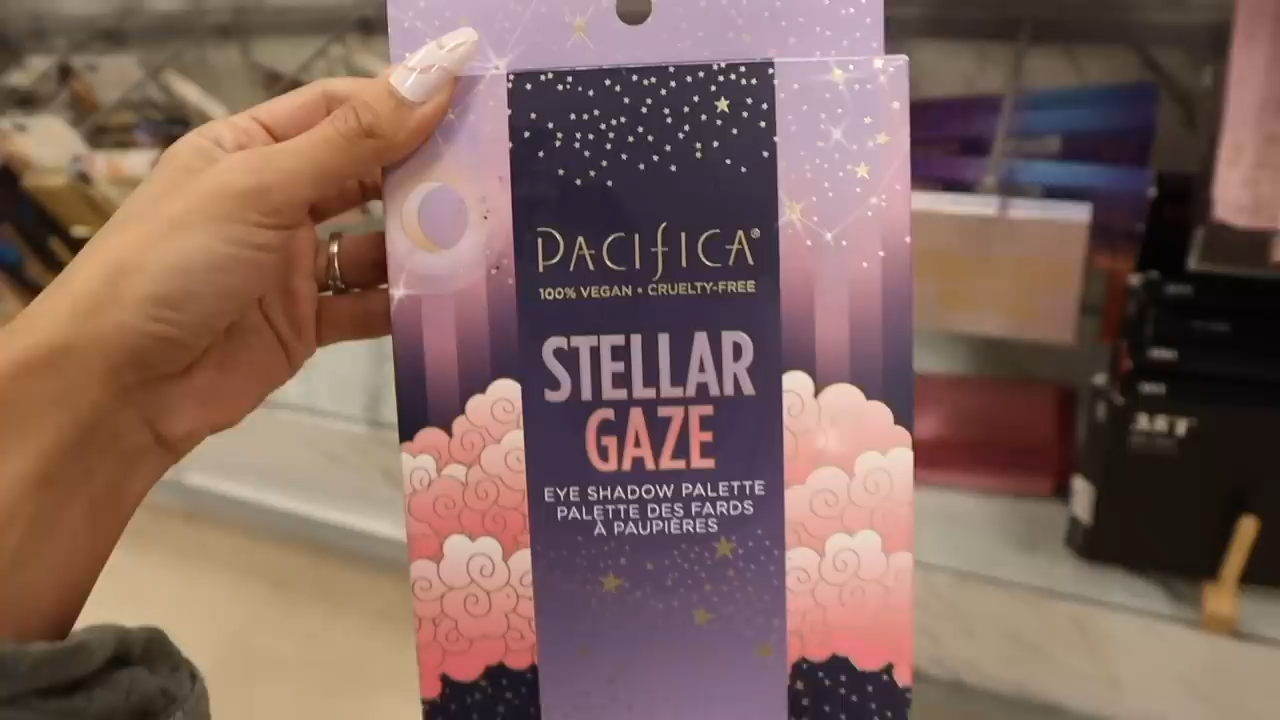 PACIFICA®
100% VEGAN • CRUELTY-FREE
STELLAR
GAZE
EYE SHADOW PALETTE
PALETTE DES FARDS
À PAUPIÈRES